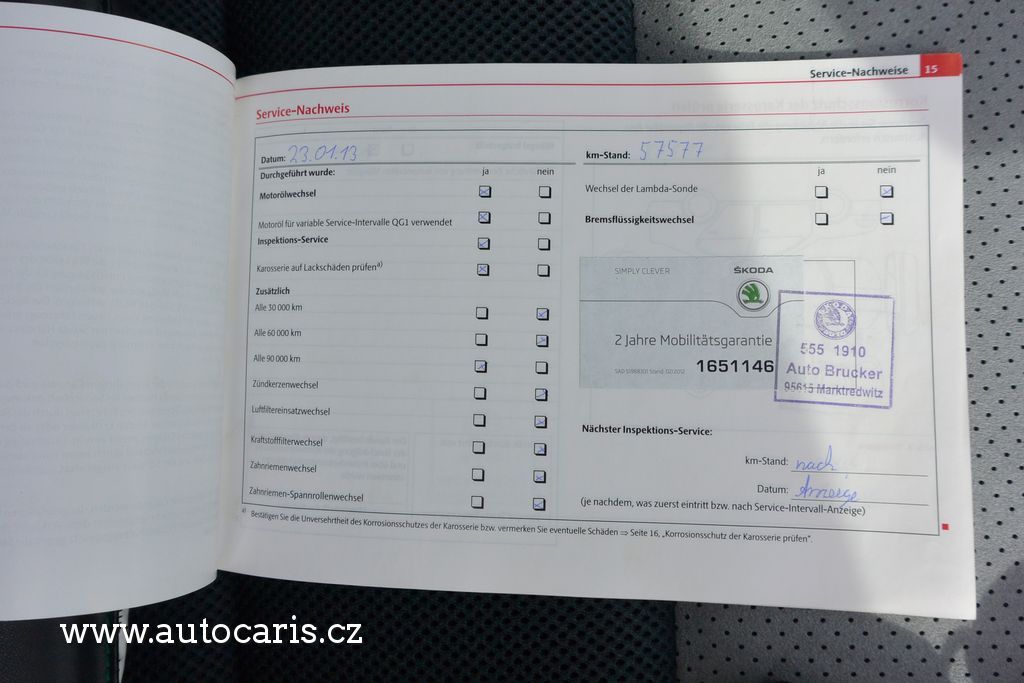 Service-Nachweise 15
Service-Nachweis
Datum: 23.01.13
Durchgeführt wurde: ja nein
Motorölwechsel
Motoröl für variable Service-Intervalle QG1 verwendet
Inspektions-Service
Karosserie auf Lackschäden prüfen a)
Zusätzlich
Alle 30 000 km
Alle 60 000 km
Alle 90 000 km
Zündkerzenwechsel
Luftfiltereinsatzwechsel
Kraftstofffilterwechsel
Zahnriemenwechsel
Zahnriemen-Spannrollenwechsel
km-Stand: 57577
ja nein
Wechsel der Lambda-Sonde
Bremsflüssigkeitswechsel
SIMPLY CLEVER ŠKODA
2 Jahre Mobilitätsgarantie
1651146
555 1910
Auto Brucker
95615 Marktredwitz
Nächster Inspektions-Service:
km-Stand: nach
Datum: Anzeige
(je nachdem, was zuerst eintritt bzw. nach Service-Intervall-Anzeige)
a) Bestätigen Sie die Unversehrtheit des Korrosionsschutzes der Karosserie bzw. vermerken Sie eventuelle Schäden ⇒ Seite 16, „Korrosionsschutz der Karosserie prüfen“.
www.autocaris.cz